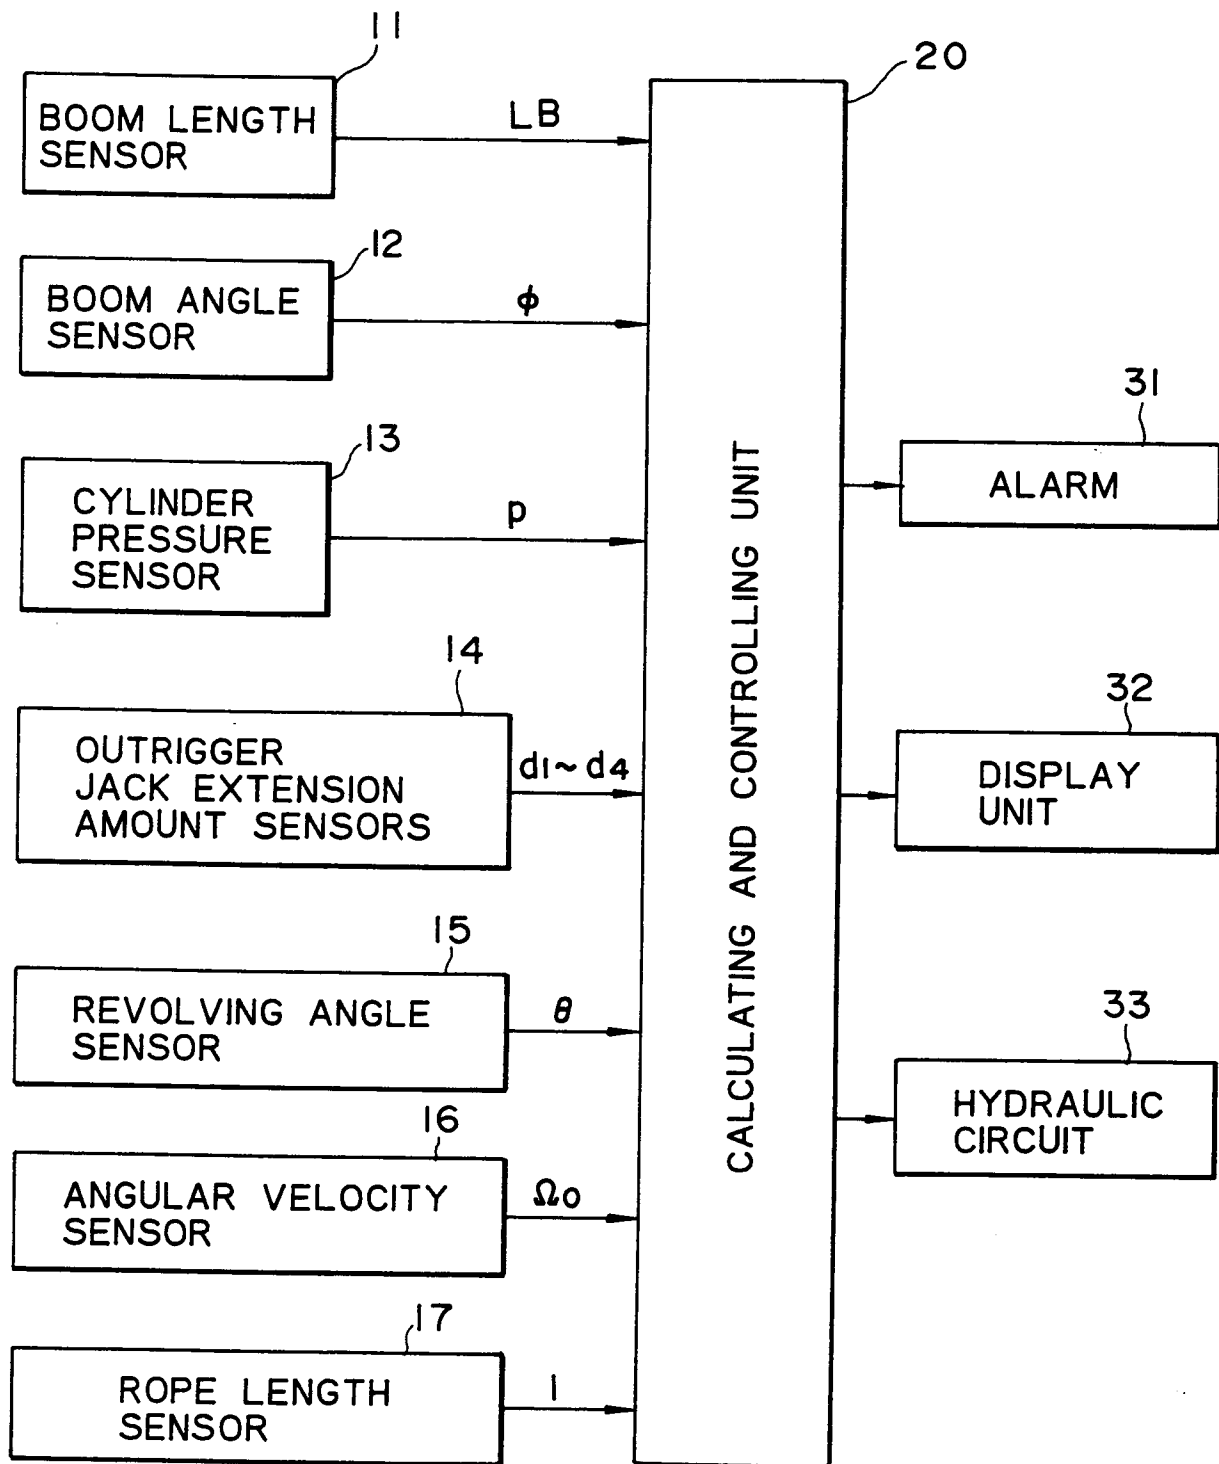 11
BOOM LENGTH
SENSOR
LB
20
12
BOOM ANGLE
SENSOR
ϕ
13
CYLINDER
PRESSURE
SENSOR
p
14
OUTRIGGER
JACK EXTENSION
AMOUNT SENSORS
d1~d4
15
REVOLVING ANGLE
SENSOR
θ
16
ANGULAR VELOCITY
SENSOR
Ωo
17
ROPE LENGTH
SENSOR
l
CALCULATING AND CONTROLLING UNIT
31
ALARM
32
DISPLAY
UNIT
33
HYDRAULIC
CIRCUIT